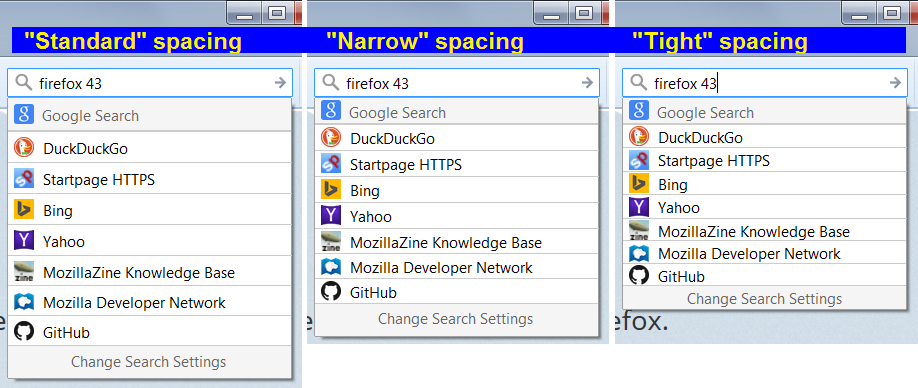 "Standard" spacing
firefox 43
Google Search
DuckDuckGo
Startpage HTTPS
Bing
Yahoo
MozillaZine Knowledge Base
Mozilla Developer Network
GitHub
Change Search Settings
"Narrow" spacing
firefox 43
Google Search
DuckDuckGo
Startpage HTTPS
Bing
Yahoo
MozillaZine Knowledge Base
Mozilla Developer Network
GitHub
Change Search Settings
"Tight" spacing
firefox 43
Google Search
DuckDuckGo
Startpage HTTPS
Bing
Yahoo
MozillaZine Knowledge Base
Mozilla Developer Network
GitHub
Change Search Settings
efox.